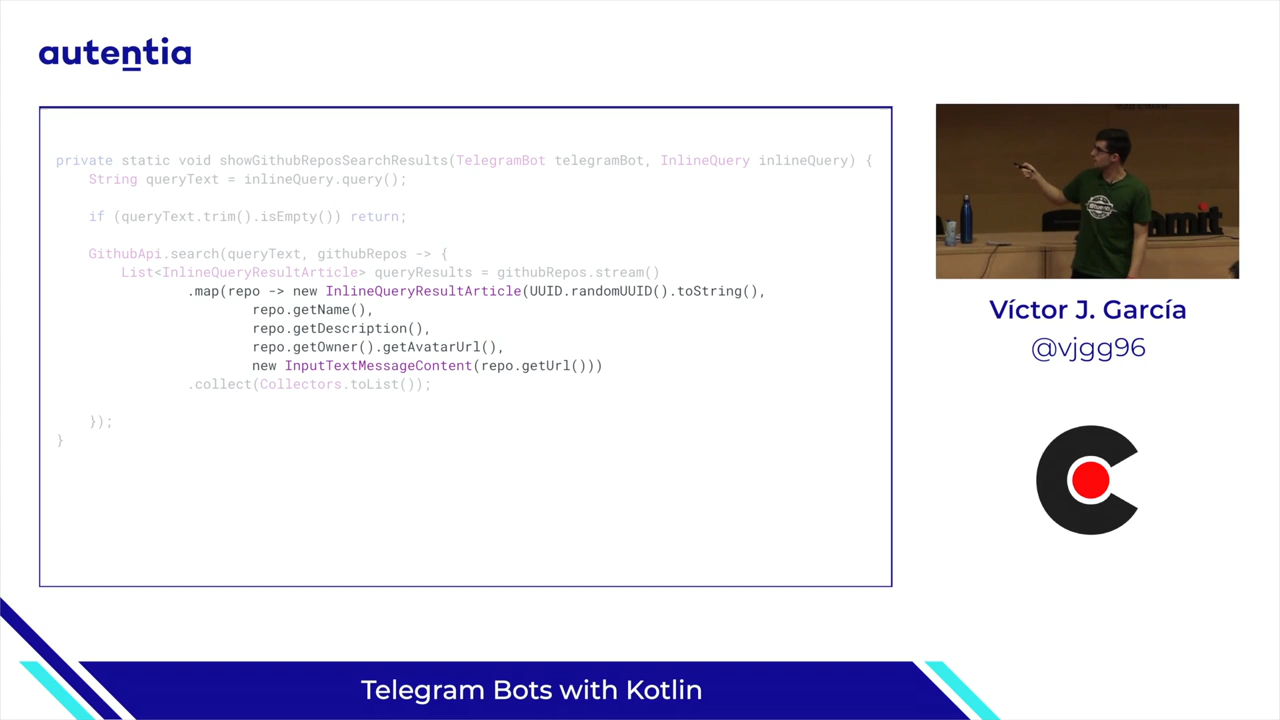 autentia
private static void showGithubReposSearchResults(TelegramBot telegramBot, InlineQuery inlineQuery) {
String queryText = inlineQuery.query();
if (queryText.trim().isEmpty()) return;
GithubApi.search(queryText, githubRepos -> {
List<InlineQueryResultArticle> queryResults = githubRepos.stream()
.map(repo -> new InlineQueryResultArticle(UUID.randomUUID().toString(),
repo.getName(),
repo.getDescription(),
repo.getOwner().getAvatarUrl(),
new InputTextMessageContent(repo.getUrl()))
.collect(Collectors.toList());
});
}
Víctor J. García
@vjgg96
Telegram Bots with Kotlin